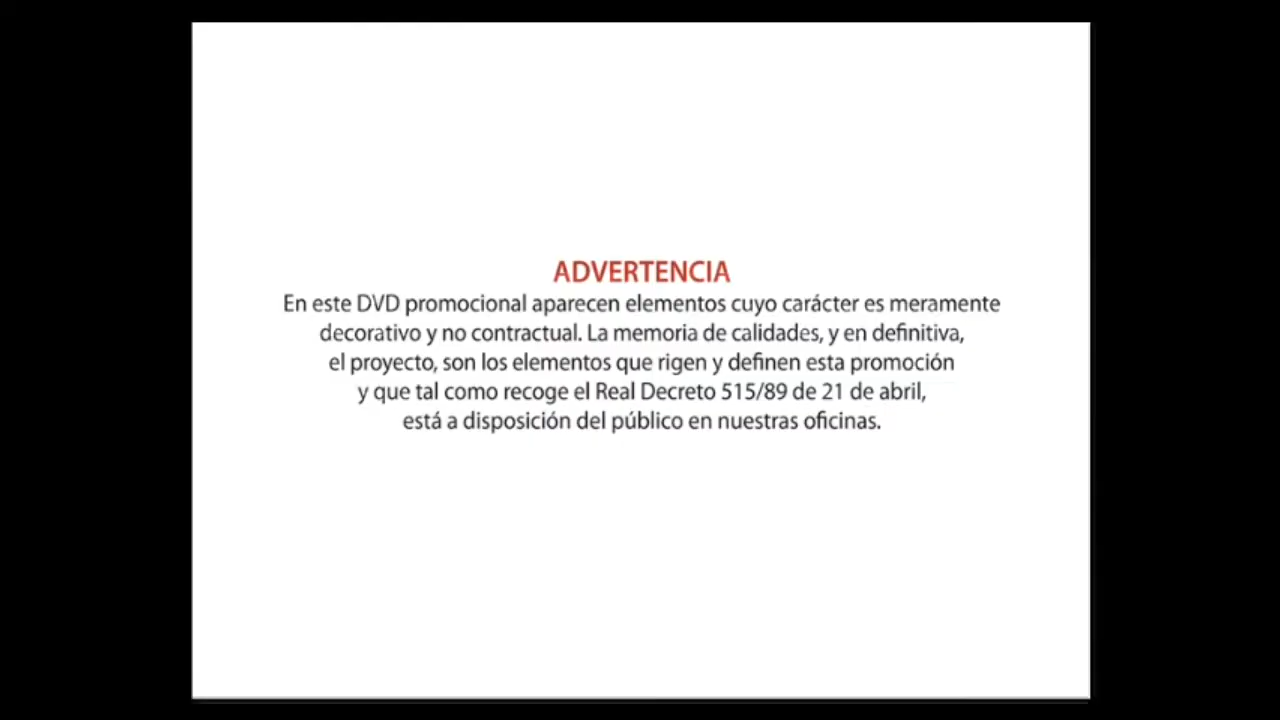 ADVERTENCIA
En este DVD promocional aparecen elementos cuyo carácter es meramente
decorativo y no contractual. La memoria de calidades, y en definitiva,
el proyecto, son los elementos que rigen y definen esta promoción
y que tal como recoge el Real Decreto 515/89 de 21 de abril,
está a disposición del público en nuestras oficinas.